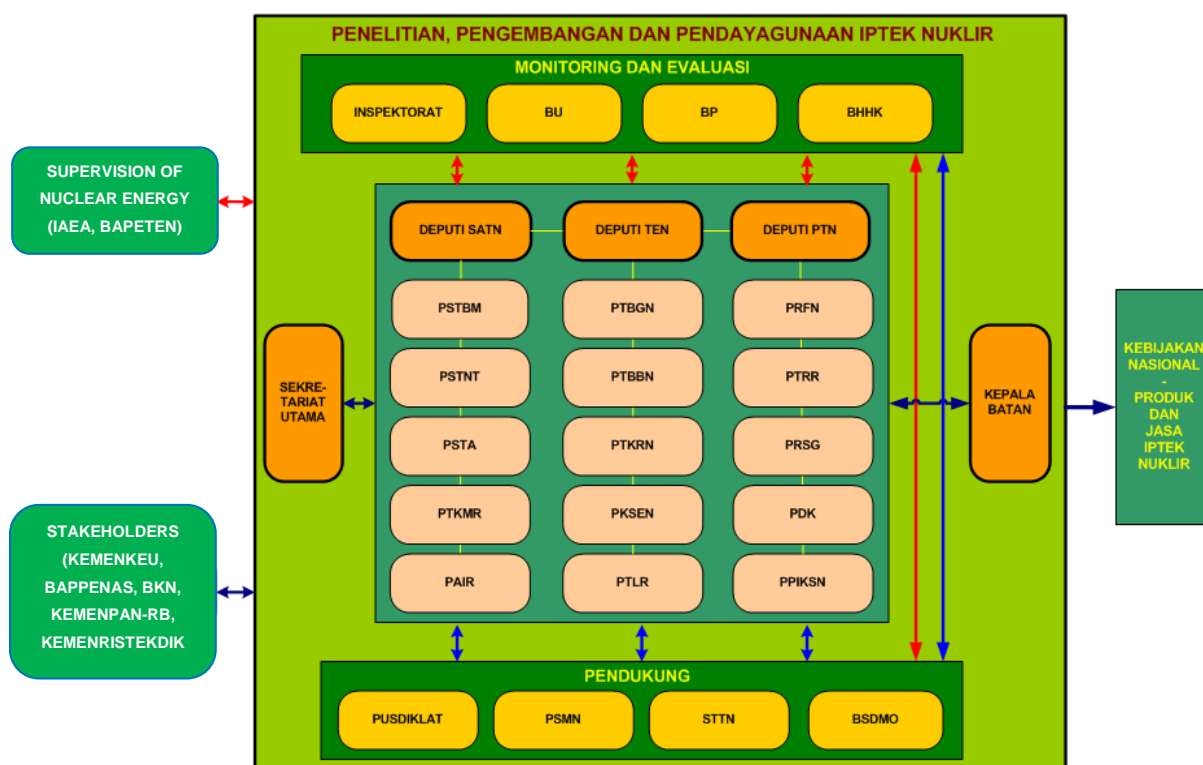 PENELITIAN, PENGEMBANGAN DAN PENDAYAGUNAAN IPTEK NUKLIR
MONITORING DAN EVALUASI
INSPEKTORAT
BU
BP
BHHK
SUPERVISION OF
NUCLEAR ENERGY
(IAEA, BAPETEN)
DEPUTI SATN
DEPUTI TEN
DEPUTI PTN
PSTBM
PTBGN
PRFN
PSTNT
PTBBN
PTRR
PSTA
PTKRN
PRSG
PTKMR
PKSEN
PDK
PAIR
PTLR
PPIKSN
SEKRE-
TARIAT
UTAMA
KEPALA
BATAN
KEBIJAKAN
NASIONAL
-
PRODUK
DAN
JASA
IPTEK
NUKLIR
STAKEHOLDERS
(KEMENKEU,
BAPPENAS, BKN,
KEMENPAN-RB,
KEMENRISTEKDIK
PENDUKUNG
PUSDIKLAT
PSMN
STTN
BSDMO